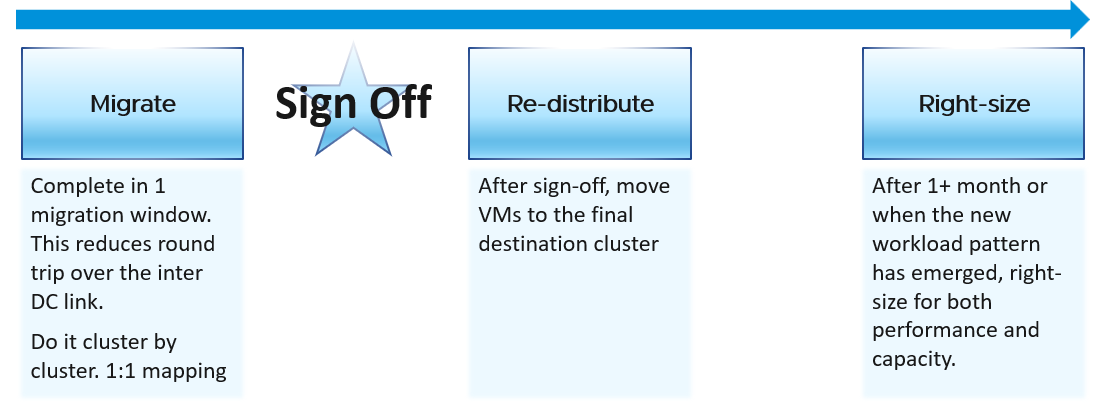 Migrate
Sign Off
Re-distribute
Right-size
Complete in 1
migration window.
This reduces round
trip over the inter
DC link.
Do it cluster by
cluster. 1:1 mapping
After sign-off, move
VMs to the final
destination cluster
After 1+ month or
when the new
workload pattern
has emerged, right-
size for both
performance and
capacity.